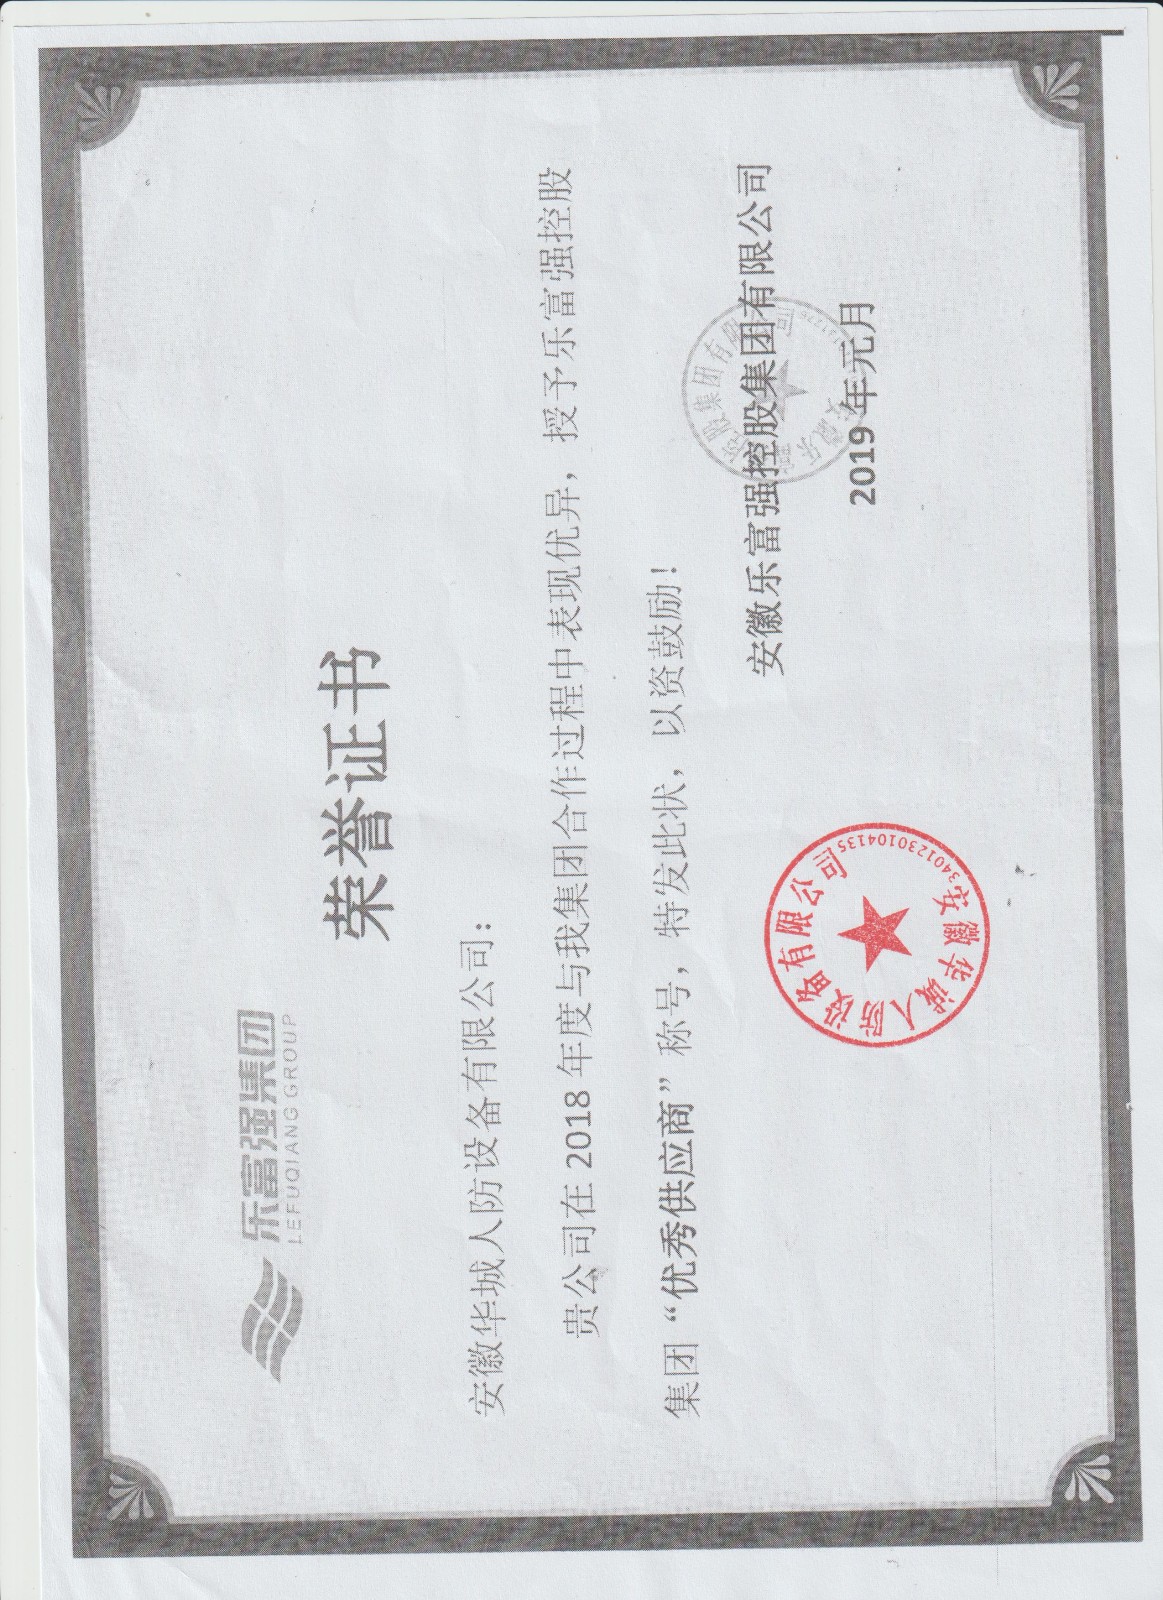 乐富强集团
LEFUQIANG GROUP
荣誉证书
安徽华城人防设备有限公司:
贵公司在 2018 年度与我集团合作过程中表现优异，授予乐富强控股
集团“优秀供应商”称号，特发此状，以资鼓励！
安徽乐富强控股集团有限公司
2019 年元月
安徽华诚人防设备有限公司
3401230104135